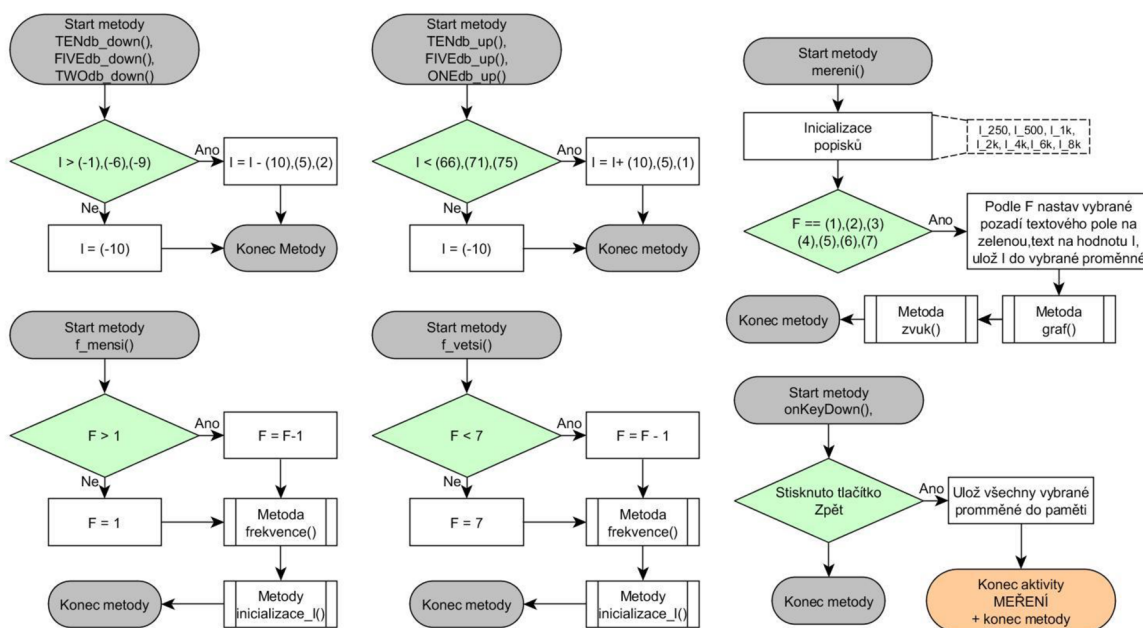 Start metody
TENdb_down(),
FIVEdb_down(),
TWOdb_down()
I > (-1),(-6),(-9)
Ano
I = I - (10),(5),(2)
Ne
I = (-10)
Konec Metody
Start metody
TENdb_up(),
FIVEdb_up(),
ONEdb_up()
I < (66),(71),(75)
Ano
I = I+ (10),(5),(1)
Ne
I = (-10)
Konec metody
Start metody
mereni()
Inicializace
popisků
I_250, I_500, I_1k,
I_2k, I_4k,I_6k, I_8k
F == (1),(2),(3)
(4),(5),(6),(7)
Ano
Podle F nastav vybrané
pozadí textového pole na
zelenou,text na hodnotu I,
ulož I do vybrané proměnné
Metoda
graf()
Metoda
zvuk()
Konec metody
Start metody
f_mensi()
F > 1
Ano
F = F-1
Ne
F = 1
Metoda
frekvence()
Metody
inicializace_I()
Konec metody
Start metody
f_vetsi()
F < 7
Ano
F = F - 1
Ne
F = 7
Metoda
frekvence()
Metody
inicializace_I()
Konec metody
Start metody
onKeyDown(),
Stisknuto tlačítko
Zpět
Ano
Ulož všechny vybrané
promměné do paměti
Konec metody
Konec aktivity
MEŘENÍ
+ konec metody